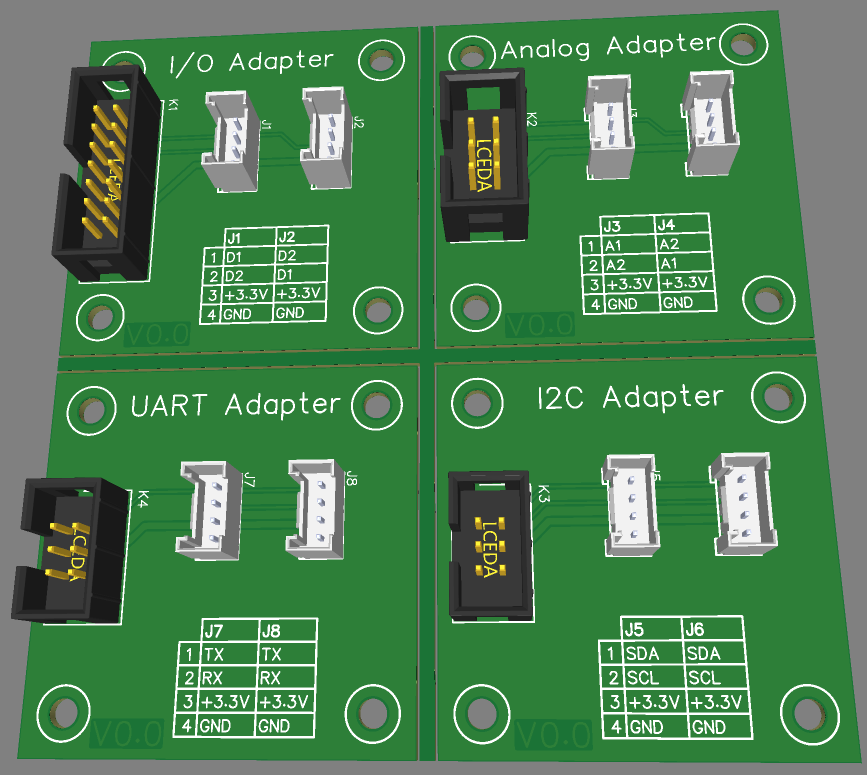 I/O Adapter
K1
J1
J2
LCEDA
J1 J2
1 D1 D2
2 D2 D1
3 +3.3V +3.3V
4 GND GND
V0.0
Analog Adapter
K2
J3
LCEDA
J3 J4
1 A1 A2
2 A2 A1
3 +3.3V +3.3V
4 GND GND
V0.0
UART Adapter
K4
J7
J8
LCEDA
J7 J8
1 TX TX
2 RX RX
3 +3.3V +3.3V
4 GND GND
V0.0
I2C Adapter
K3
J5
LCEDA
J5 J6
1 SDA SDA
2 SCL SCL
3 +3.3V +3.3V
4 GND GND
V0.0